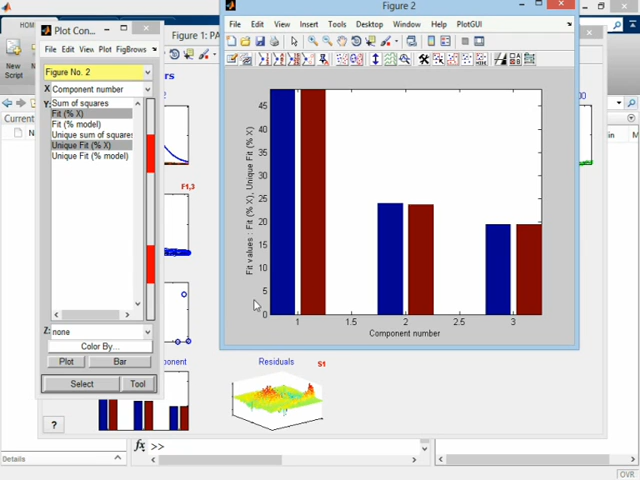 Figure 2
Plot Con...
Figure 1: PA
File Edit View Insert Tools Desktop Window Help PlotGUI
File Edit View Plot FigBrows
HOM
New
Script
Figure No. 2
X: Component number
Y: Sum of squares
Fit (% X)
Fit (% model)
Unique sum of squares
Unique Fit (% X)
Unique Fit (% model)
Z: none
Color By...
Plot Bar
Select Tool
?
Current
N
F1,3
Fit values : Fit (% X), Unique Fit (% X)
45
40
35
30
25
20
15
10
5
0
1 1.5 2 2.5 3
Component number
Residuals
S1
fx >>
Details
OVR